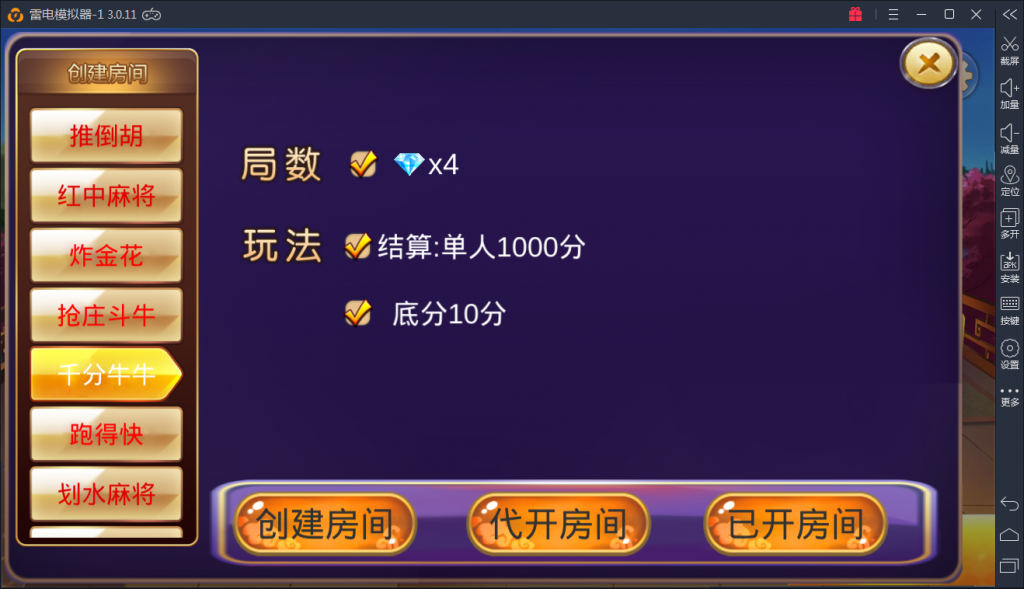 雷电模拟器-1 3.0.11
创建房间
推倒胡
红中麻将
炸金花
抢庄斗牛
千分牛牛
跑得快
划水麻将
局数 x4
玩法 结算:单人1000分
底分10分
创建房间 代开房间 已开房间
截屏
加量
减量
定位
多开
APK
安装
按键
设置
更多